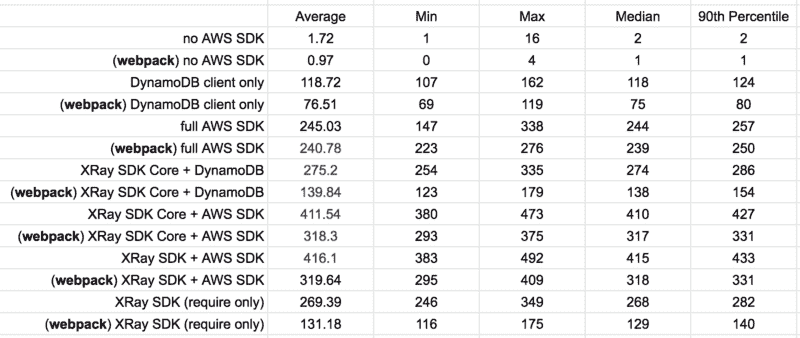 Average Min Max Median 90th Percentile
no AWS SDK 1.72 1 16 2 2
(webpack) no AWS SDK 0.97 0 4 1 1
DynamoDB client only 118.72 107 162 118 124
(webpack) DynamoDB client only 76.51 69 119 75 80
full AWS SDK 245.03 147 338 244 257
(webpack) full AWS SDK 240.78 223 276 239 250
XRay SDK Core + DynamoDB 275.2 254 335 274 286
(webpack) XRay SDK Core + DynamoDB 139.84 123 179 138 154
XRay SDK Core + AWS SDK 411.54 380 473 410 427
(webpack) XRay SDK Core + AWS SDK 318.3 293 375 317 331
XRay SDK + AWS SDK 416.1 383 492 415 433
(webpack) XRay SDK + AWS SDK 319.64 295 409 318 331
XRay SDK (require only) 269.39 246 349 268 282
(webpack) XRay SDK (require only) 131.18 116 175 129 140